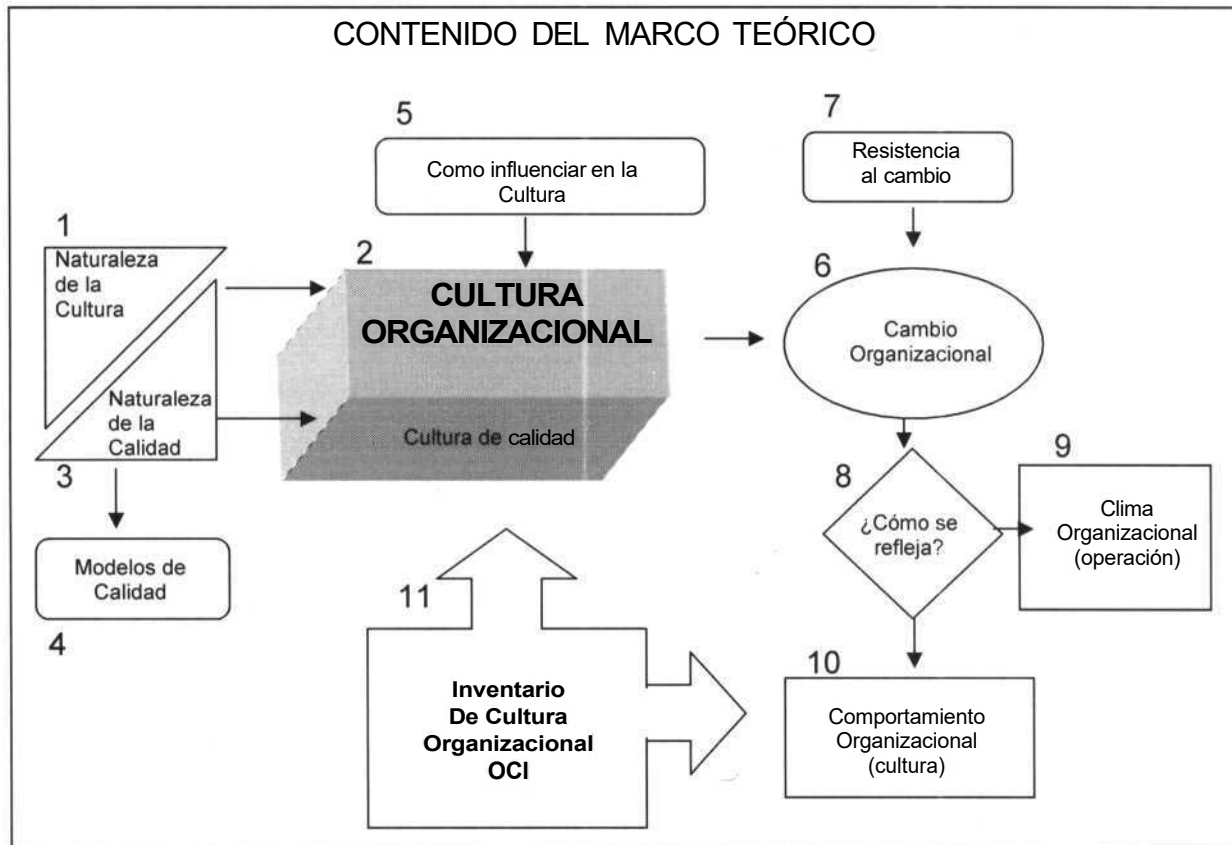 CONTENIDO DEL MARCO TEÓRICO
5
Como influenciar en la
Cultura
7
Resistencia
al cambio
1
Naturaleza
de la
Cultura
2
CULTURA
ORGANIZACIONAL
Cultura de calidad
6
Cambio
Organizacional
Naturaleza
de la
Calidad
3
Modelos de
Calidad
4
8
¿Cómo se
refleja?
9
Clima
Organizacional
(operación)
11
Inventario
De Cultura
Organizacional
OCI
10
Comportamiento
Organizacional
(cultura)